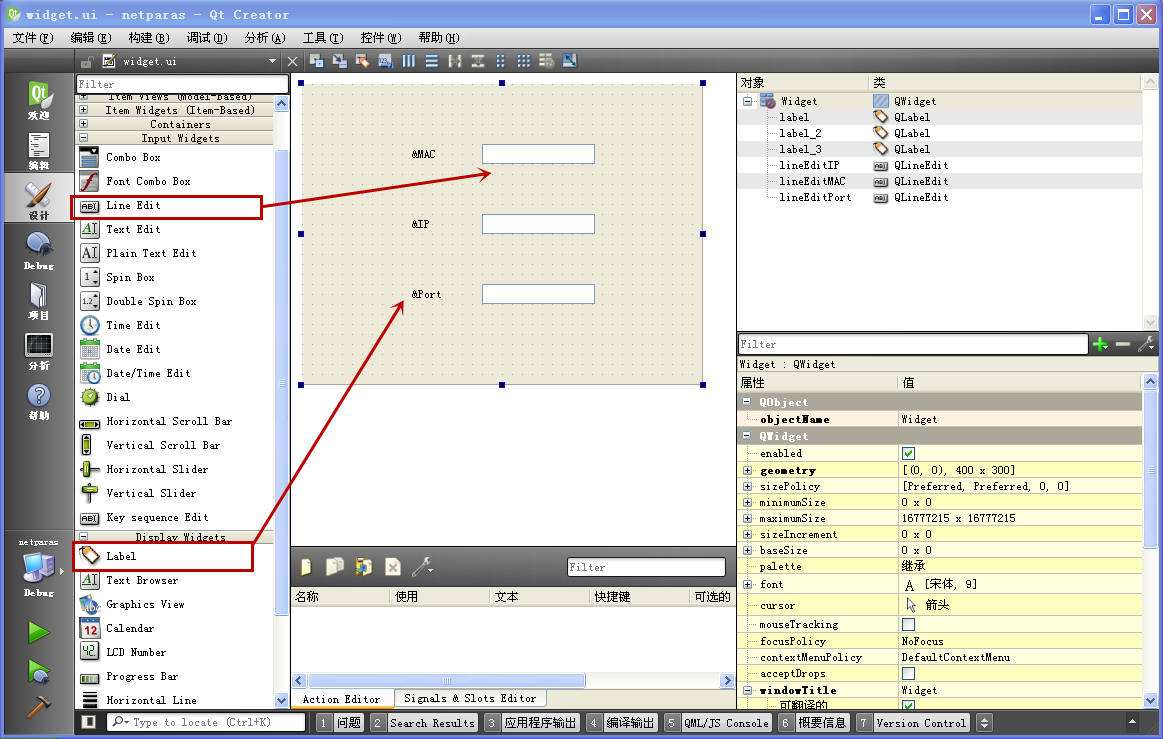 widget.ui - netparas - Qt Creator
文件(F) 编辑(E) 构建(B) 调试(D) 分析(A) 工具(T) 控件(W) 帮助(H)
widget.ui
Qt
欢迎
编辑
设计
Debug
项目
分析
帮助
netparas
Debug
Filter
Item Views (Model-Based)
Item Widgets (Item-Based)
Containers
Input Widgets
Combo Box
Font Combo Box
Line Edit
Text Edit
Plain Text Edit
Spin Box
Double Spin Box
Time Edit
Date Edit
Date/Time Edit
Dial
Horizontal Scroll Bar
Vertical Scroll Bar
Horizontal Slider
Vertical Slider
Key sequence Edit
Display Widgets
Label
Text Browser
Graphics View
Calendar
LCD Number
Progress Bar
Horizontal Line
&MAC
&IP
&Port
Filter
名称 使用 文本 快捷键 可选的
Action Editor Signals & Slots Editor
对象 类
Widget QWidget
label QLabel
label_2 QLabel
label_3 QLabel
lineEditIP QLineEdit
lineEditMAC QLineEdit
lineEditPort QLineEdit
Filter
Widget : QWidget
属性 值
QObject
objectName Widget
QWidget
enabled
geometry [(0, 0), 400 x 300]
sizePolicy [Preferred, Preferred, 0, 0]
minimumSize 0 x 0
maximumSize 16777215 x 16777215
sizeIncrement 0 x 0
baseSize 0 x 0
palette 继承
font A [宋体, 9]
cursor 箭头
mouseTracking
focusPolicy NoFocus
contextMenuPolicy DefaultContextMenu
acceptDrops
windowTitle Widget
可翻译的
Type to locate (Ctrl+K) 1 问题 2 Search Results 3 应用程序输出 4 编译输出 5 QML/JS Console 6 概要信息 7 Version Control